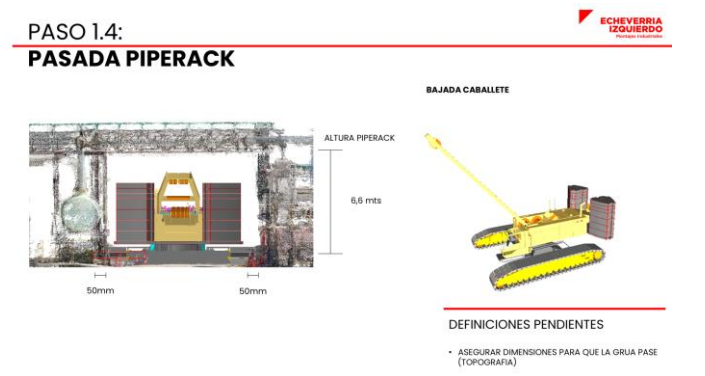 PASO 1.4:
PASADA PIPERACK
ECHEVERRIA
IZQUIERDO
Montajes Industriales
BAJADA CABALLETE
ALTURA PIPERACK
6,6 mts
50mm
50mm
DEFINICIONES PENDIENTES
• ASEGURAR DIMENSIONES PARA QUE LA GRUA PASE
(TOPOGRAFIA)